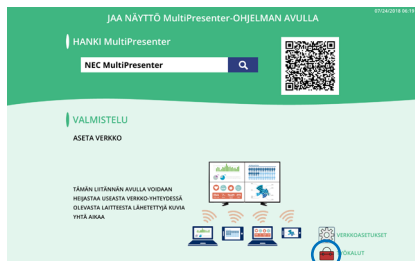 07/24/2018 06:19
JAA NÄYTTÖ MultiPresenter-OHJELMAN AVULLA
HANKI MultiPresenter
NEC MultiPresenter
VALMISTELU
ASETA VERKKO
TÄMÄN LIITÄNNÄN AVULLA VOIDAAN
HEIJASTAA USEASTA VERKKO-YHTEYDESSÄ
OLEVASTA LAITTEESTA LÄHETETTYJÄ KUVIA
YHTÄ AIKAA
VERKKOASETUKSET